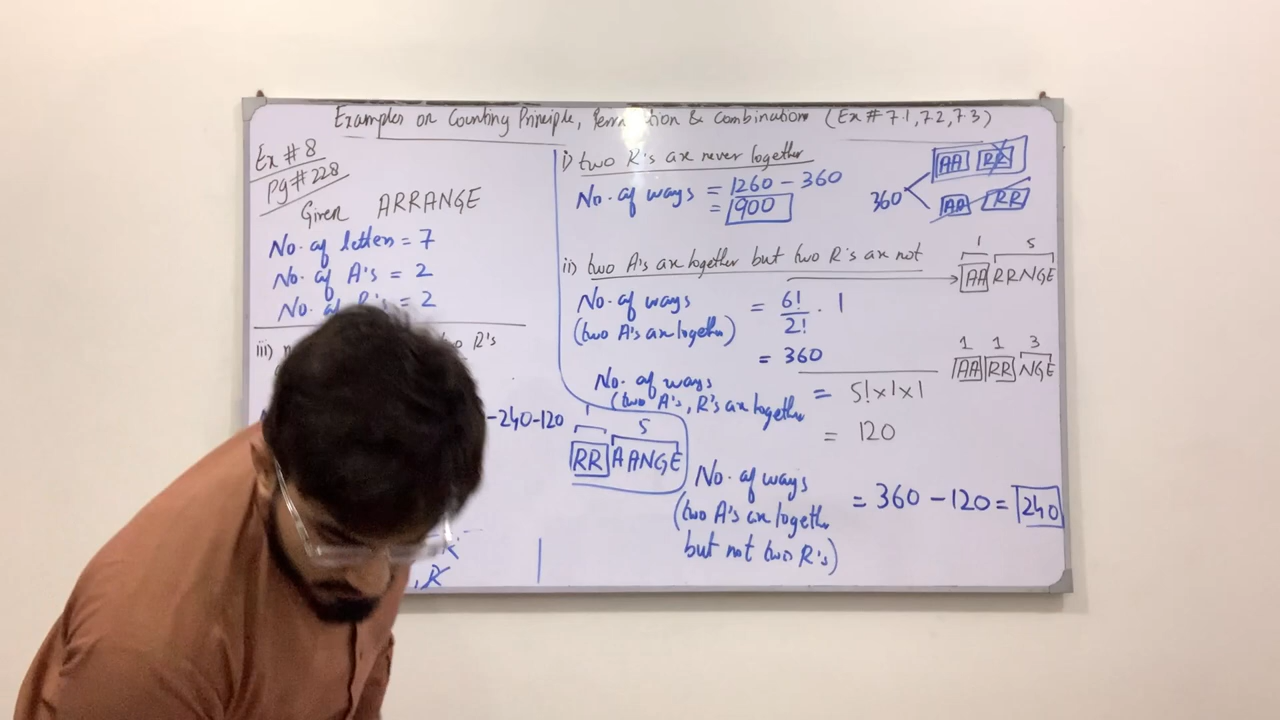 Examples on Counting Principle, Permutation & Combination (Ex # 7.1, 7.2, 7.3)
Ex # 8
Pg # 228
Given ARRANGE
No. of letters = 7
No. of A's = 2
No. of R's = 2
iii)
R's
-240-120
i) two R's are never together
No. of ways = 1260 - 360
= 900
360
AA RR
AA RR
ii) two A's are together but two R's are not
1 5
AA RRNGE
No. of ways = 6!/2! . 1
(two A's are together)
= 360
1 1 3
AA RR NGE
No. of ways
(two A's, R's are together = 5!x1x1
= 120
1 5
RR AANGE
No. of ways
(two A's are together
but not two R's)
= 360 - 120 = 240
, R